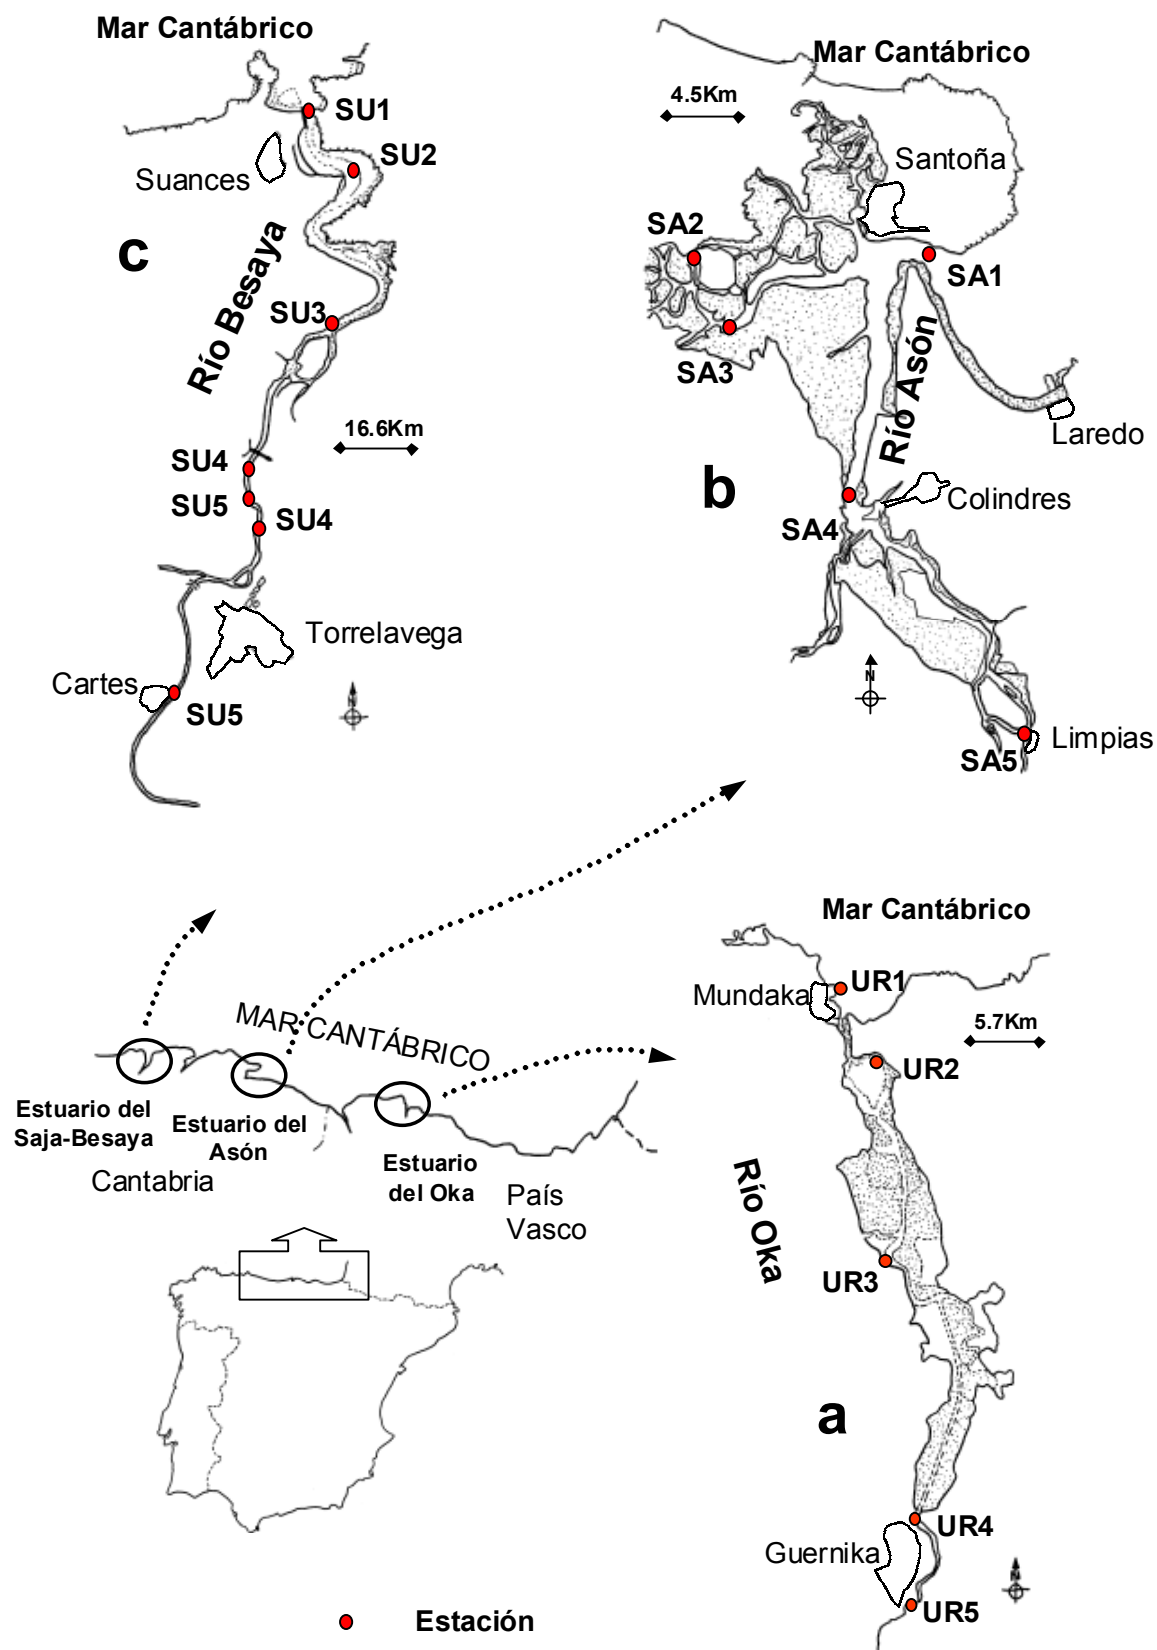 Mar Cantábrico
SU1
SU2
Suances
c
Río Besaya
SU3
16.6Km
SU4
SU5
SU4
Torrelavega
Cartes
SU5
N
Mar Cantábrico
4.5Km
Santoña
SA2
SA1
SA3
Río Asón
Laredo
b
Colindres
SA4
N
Limpias
SA5
MAR CANTÁBRICO
Estuario del
Saja-Besaya
Estuario del
Asón
Estuario
del Oka
Cantabria
País
Vasco
Mar Cantábrico
Mundaka
UR1
5.7Km
UR2
Río Oka
UR3
a
UR4
Guernika
N
UR5
Estación